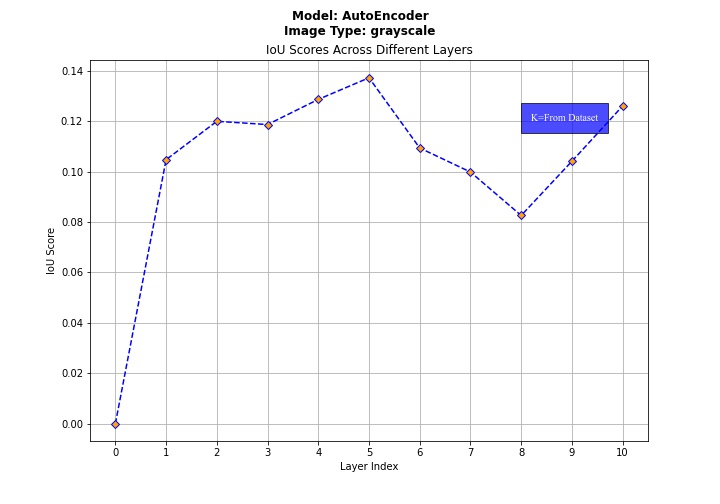 Model: AutoEncoder
Image Type: grayscale
IoU Scores Across Different Layers
0.14
0.12
0.10
0.08
0.06
0.04
0.02
0.00
IoU Score
K=From Dataset
0 1 2 3 4 5 6 7 8 9 10
Layer Index